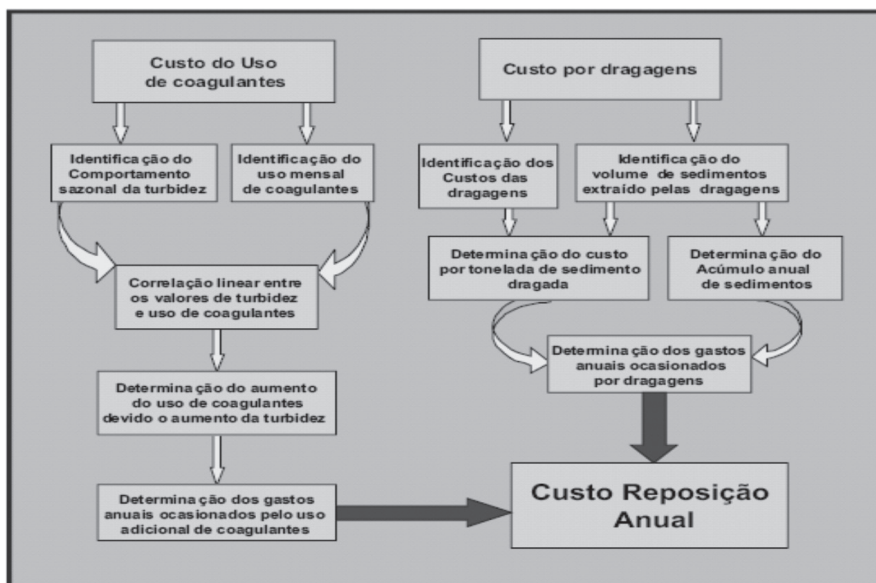 Custo do Uso
de coagulantes
Identificação do
Comportamento
sazonal da turbidez
Identificação do
uso mensal
de coagulantes
Correlação linear entre
os valores de turbidez
e uso de coagulantes
Determinação do aumento
do uso de coagulantes
devido o aumento da turbidez
Determinação dos gastos
anuais ocasionados pelo uso
adicional de coagulantes
Custo por dragagens
Identificação dos
Custos das
dragagens
Identificação do
volume de sedimentos
extraído pelas dragagens
Determinação do custo
por tonelada de sedimento
dragada
Determinação do
Acúmulo anual
de sedimentos
Determinação dos gastos
anuais ocasionados
por dragagens
Custo Reposição
Anual